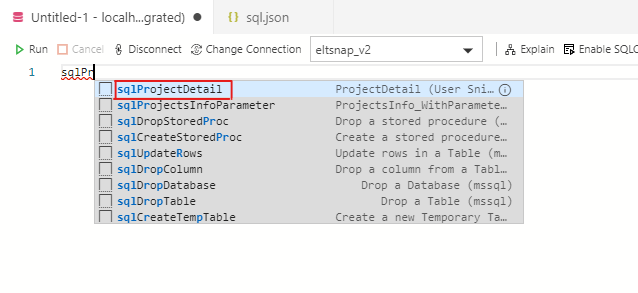 Untitled-1 - localh...grated) sql.json
Run Cancel Disconnect Change Connection eltsnap_v2 Explain Enable SQLC
1 sqlPr
sqlProjectDetail ProjectDetail (User Sni…
sqlProjectsInfoParameter ProjectsInfo_WithParamete…
sqlDropStoredProc Drop a stored procedure (m…
sqlCreateStoredProc Create a stored procedure…
sqlUpdateRows Update rows in a Table (m…
sqlDropColumn Drop a column from a Tabl…
sqlDropDatabase Drop a Database (mssql)
sqlDropTable Drop a Table (mssql)
sqlCreateTempTable Create a new Temporary Ta…